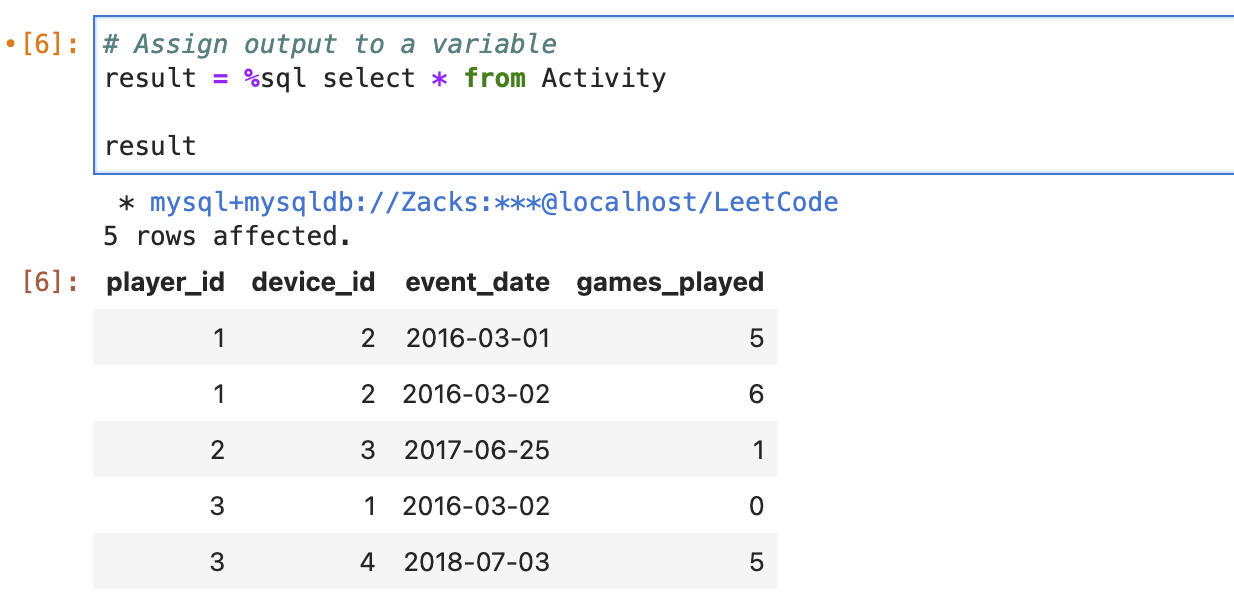 •[6]: # Assign output to a variable
result = %sql select * from Activity
result
* mysql+mysqldb://Zacks:***@localhost/LeetCode
5 rows affected.
[6]: player_id device_id event_date games_played
1 2 2016-03-01 5
1 2 2016-03-02 6
2 3 2017-06-25 1
3 1 2016-03-02 0
3 4 2018-07-03 5